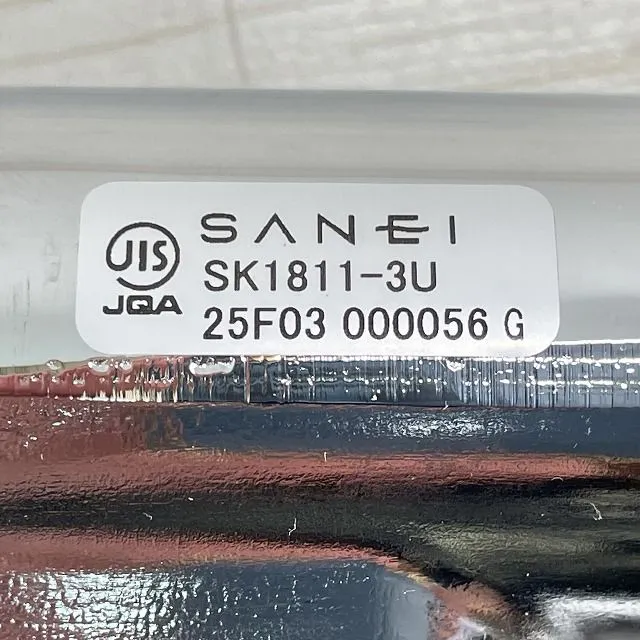 SANEI
JIS
SK1811-3U
JQA
25F03 000056 G